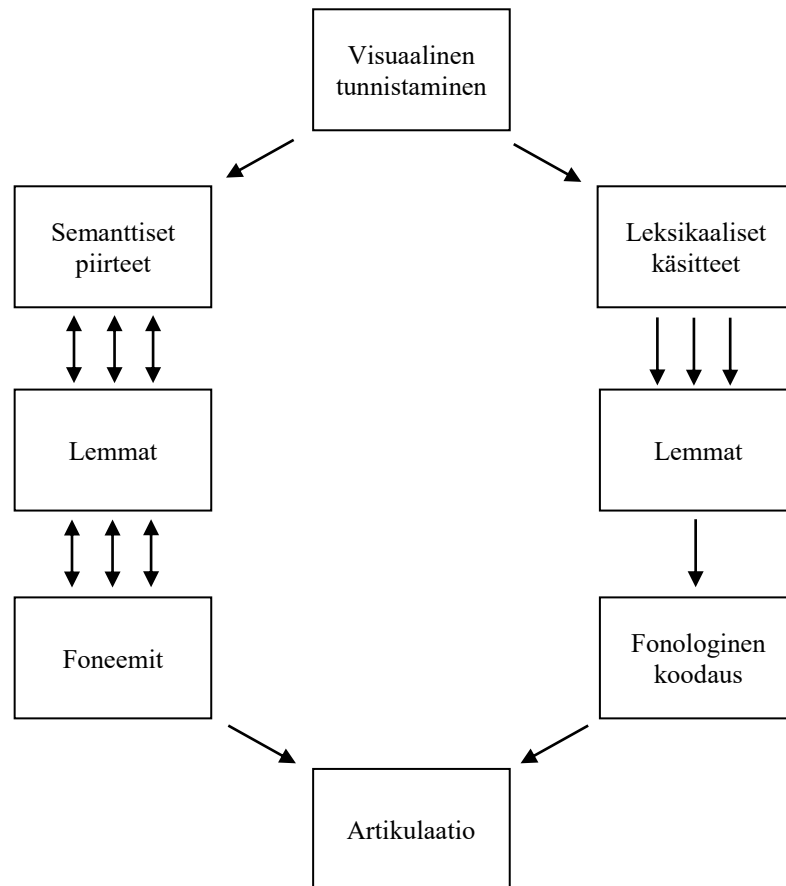 Visuaalinen
tunnistaminen
Semanttiset
piirteet
Leksikaaliset
käsitteet
Lemmat
Lemmat
Foneemit
Fonologinen
koodaus
Artikulaatio